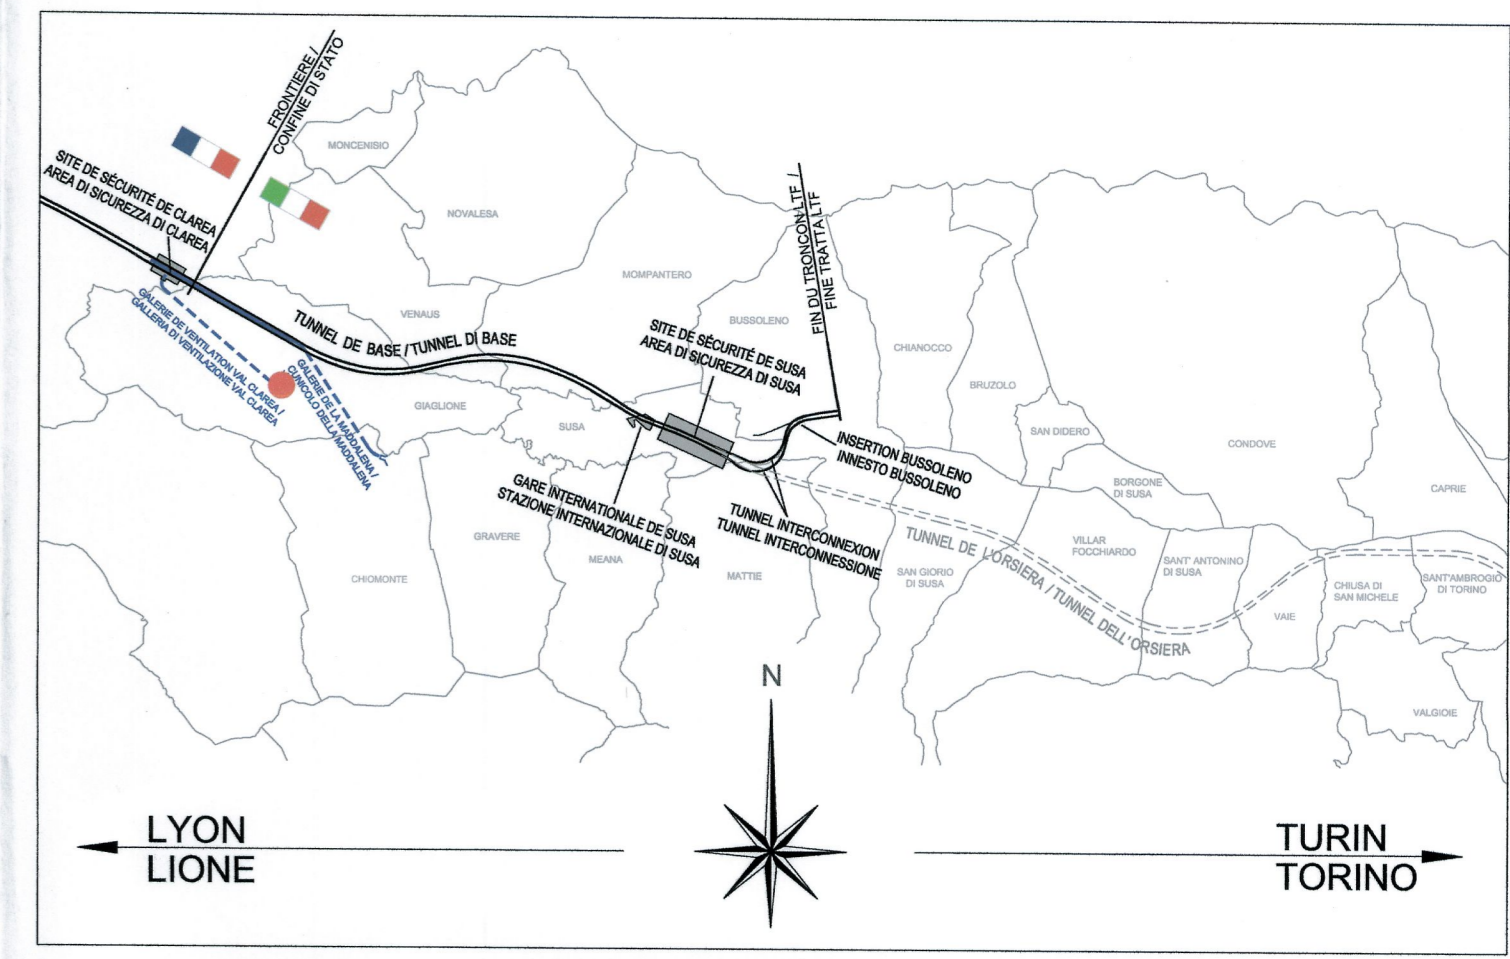 FRONTIERE /
CONFINE DI STATO
MONCENISIO
SITE DE SÉCURITÉ DE CLAREA
AREA DI SICUREZZA DI CLAREA
NOVALESA
FIN DU TRONCON LTF /
FINE TRATTA LTF
MOMPANTERO
GALERIE DE VENTILATION VAL CLAREA /
GALLERIA DI VENTILAZIONE VAL CLAREA
VENAUS
TUNNEL DE BASE / TUNNEL DI BASE
BUSSOLENO
SITE DE SÉCURITÉ DE SUSA
AREA DI SICUREZZA DI SUSA
CHIANOCCO
BRUZOLO
GALERIE DE LA MADDALENA /
CUNICOLO DELLA MADDALENA
GIAGLIONE
SUSA
SAN DIDERO
CONDOVE
INSERTION BUSSOLENO
INNESTO BUSSOLENO
BORGONE
DI SUSA
CAPRIE
GARE INTERNATIONALE DE SUSA
STAZIONE INTERNAZIONALE DI SUSA
TUNNEL INTERCONNEXION
TUNNEL INTERCONNESSIONE
GRAVERE
MEANA
MATTIE
CHIOMONTE
TUNNEL DE L'ORSIERA / TUNNEL DELL'ORSIERA
VILLAR
FOCCHIARDO
SAN GIORIO
DI SUSA
SANT' ANTONINO
DI SUSA
VAIE
CHIUSA DI
SAN MICHELE
SANT'AMBROGIO
DI TORINO
VALGIOIE
N
LYON
LIONE
TURIN
TORINO